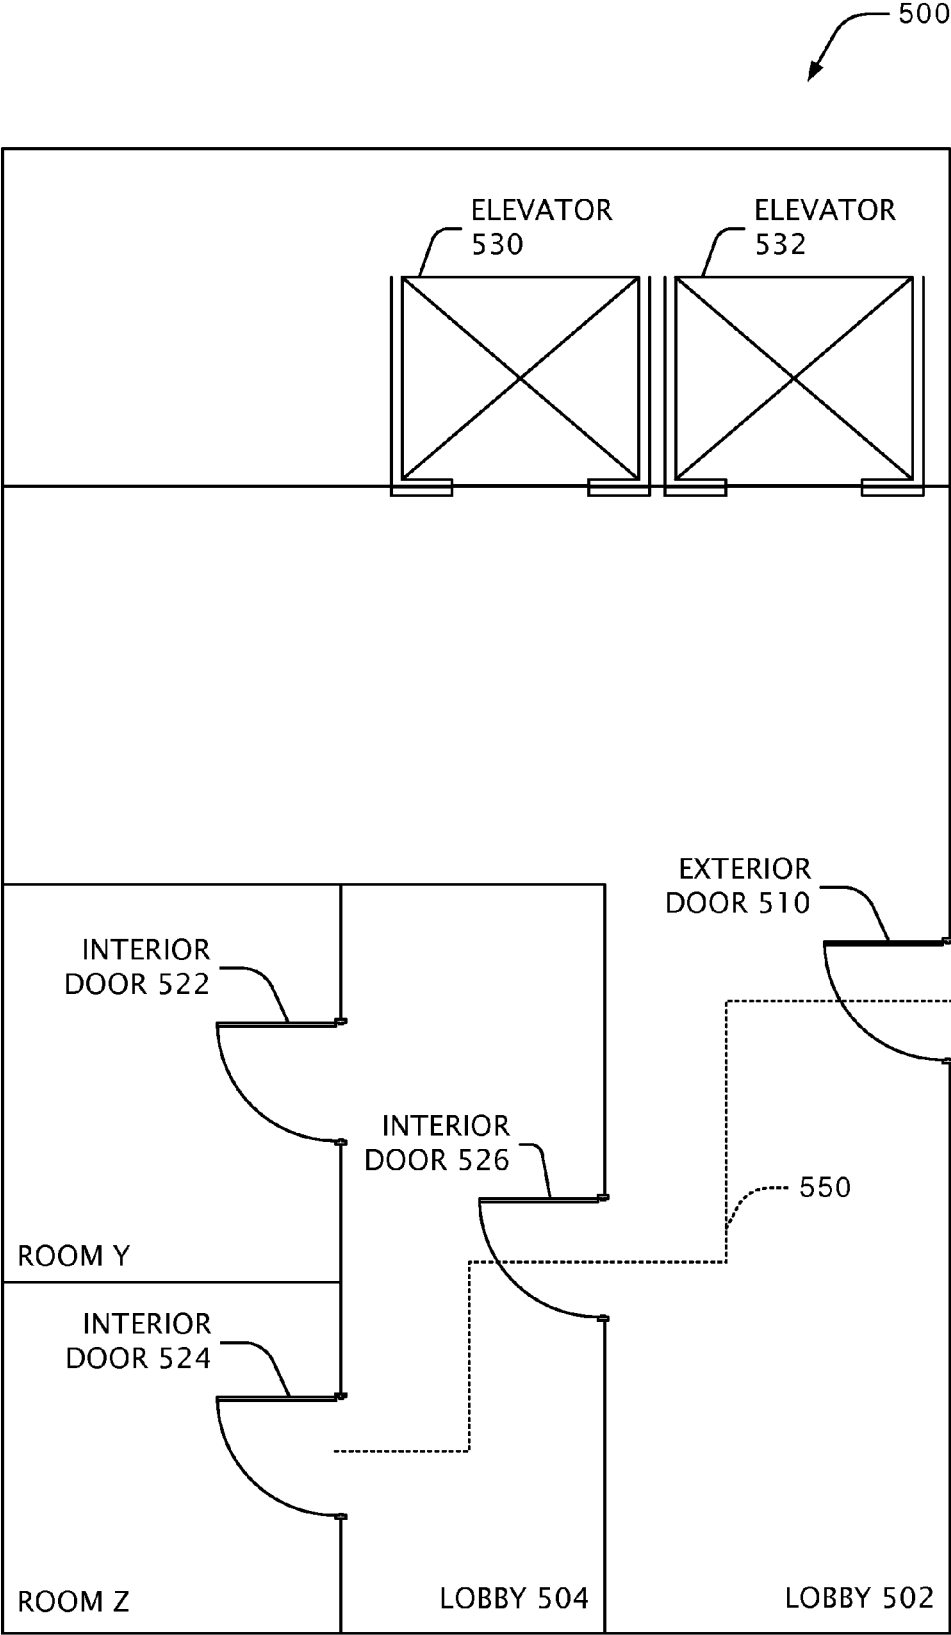 500
ELEVATOR
530
ELEVATOR
532
EXTERIOR
DOOR 510
INTERIOR
DOOR 522
INTERIOR
DOOR 526
550
ROOM Y
INTERIOR
DOOR 524
ROOM Z
LOBBY 504
LOBBY 502